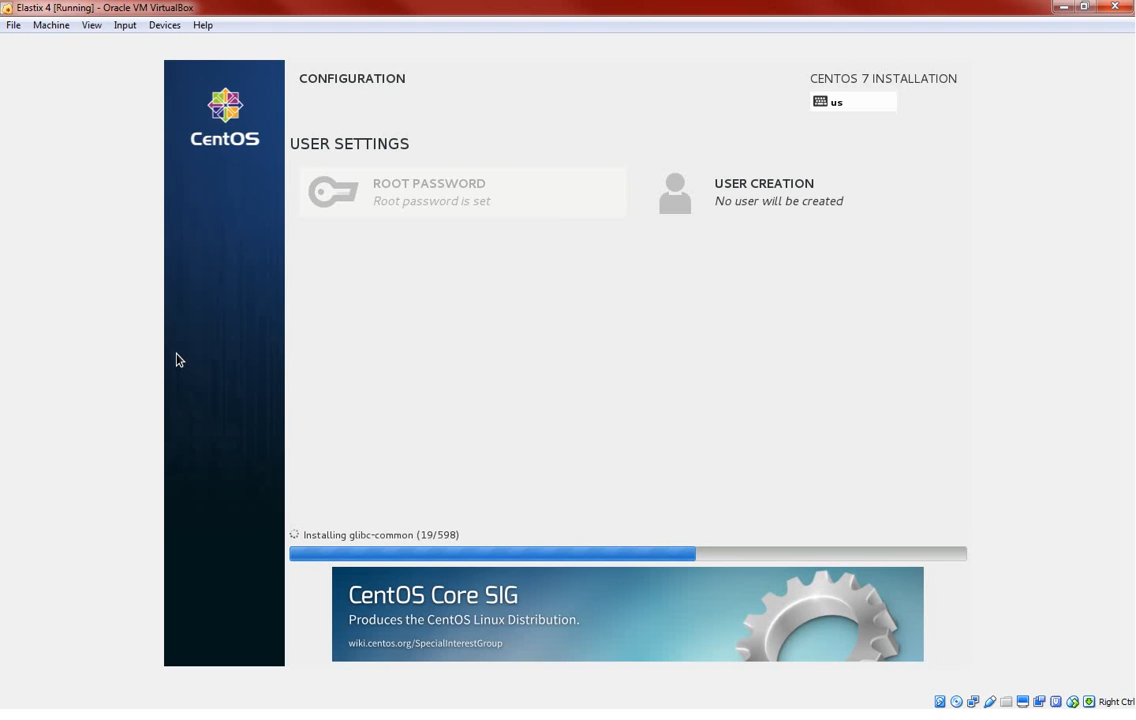 Elastix 4 [Running] - Oracle VM VirtualBox
File Machine View Input Devices Help
CONFIGURATION
CENTOS 7 INSTALLATION
us
CentOS
USER SETTINGS
ROOT PASSWORD
Root password is set
USER CREATION
No user will be created
Installing glibc-common (19/598)
CentOS Core SIG
Produces the CentOS Linux Distribution.
wiki.centos.org/SpecialInterestGroup
Right Ctrl